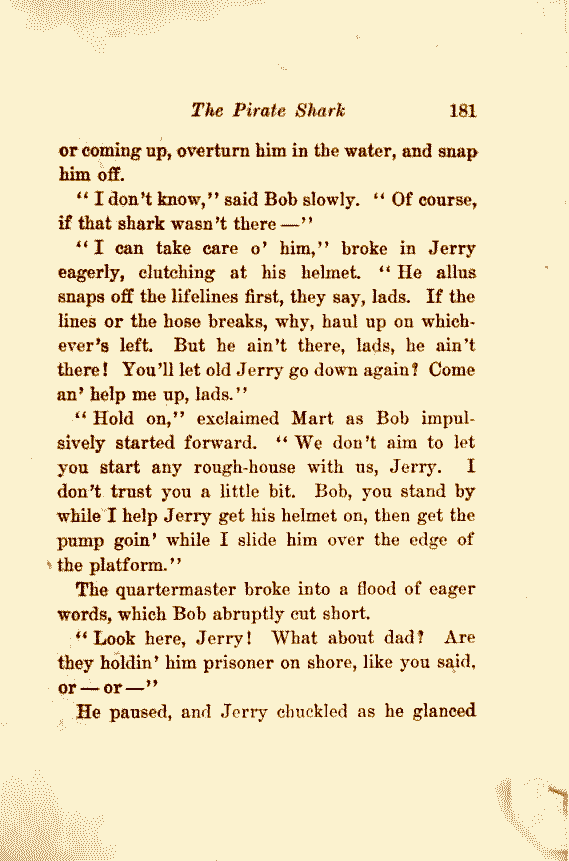 The Pirate Shark 181
or coming up, overturn him in the water, and snap
him off.
" I don't know," said Bob slowly. " Of course,
if that shark wasn't there —"
" I can take care o' him," broke in Jerry
eagerly, clutching at his helmet. " He allus
snaps off the lifelines first, they say, lads. If the
lines or the hose breaks, why, haul up on which-
ever's left. But he ain't there, lads, he ain't
there! You'll let old Jerry go down again? Come
an' help me up, lads."
" Hold on," exclaimed Mart as Bob impul-
sively started forward. " We don't aim to let
you start any rough-house with us, Jerry. I
don't trust you a little bit. Bob, you stand by
while I help Jerry get his helmet on, then get the
pump goin' while I slide him over the edge of
the platform."
The quartermaster broke into a flood of eager
words, which Bob abruptly cut short.
" Look here, Jerry! What about dad? Are
they holdin' him prisoner on shore, like you said,
or — or —"
He paused, and Jerry chuckled as he glanced